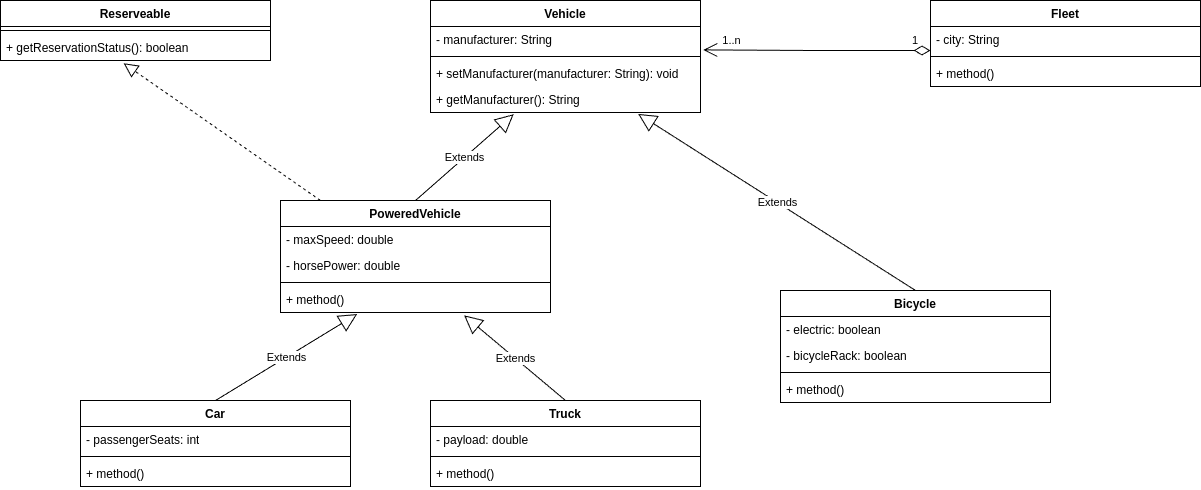 Reserveable
+ getReservationStatus(): boolean
Vehicle
- manufacturer: String
+ setManufacturer(manufacturer: String): void
+ getManufacturer(): String
1..n
1
Fleet
- city: String
+ method()
Extends
Extends
PoweredVehicle
- maxSpeed: double
- horsePower: double
+ method()
Bicycle
- electric: boolean
- bicycleRack: boolean
+ method()
Extends
Extends
Car
- passengerSeats: int
+ method()
Truck
- payload: double
+ method()